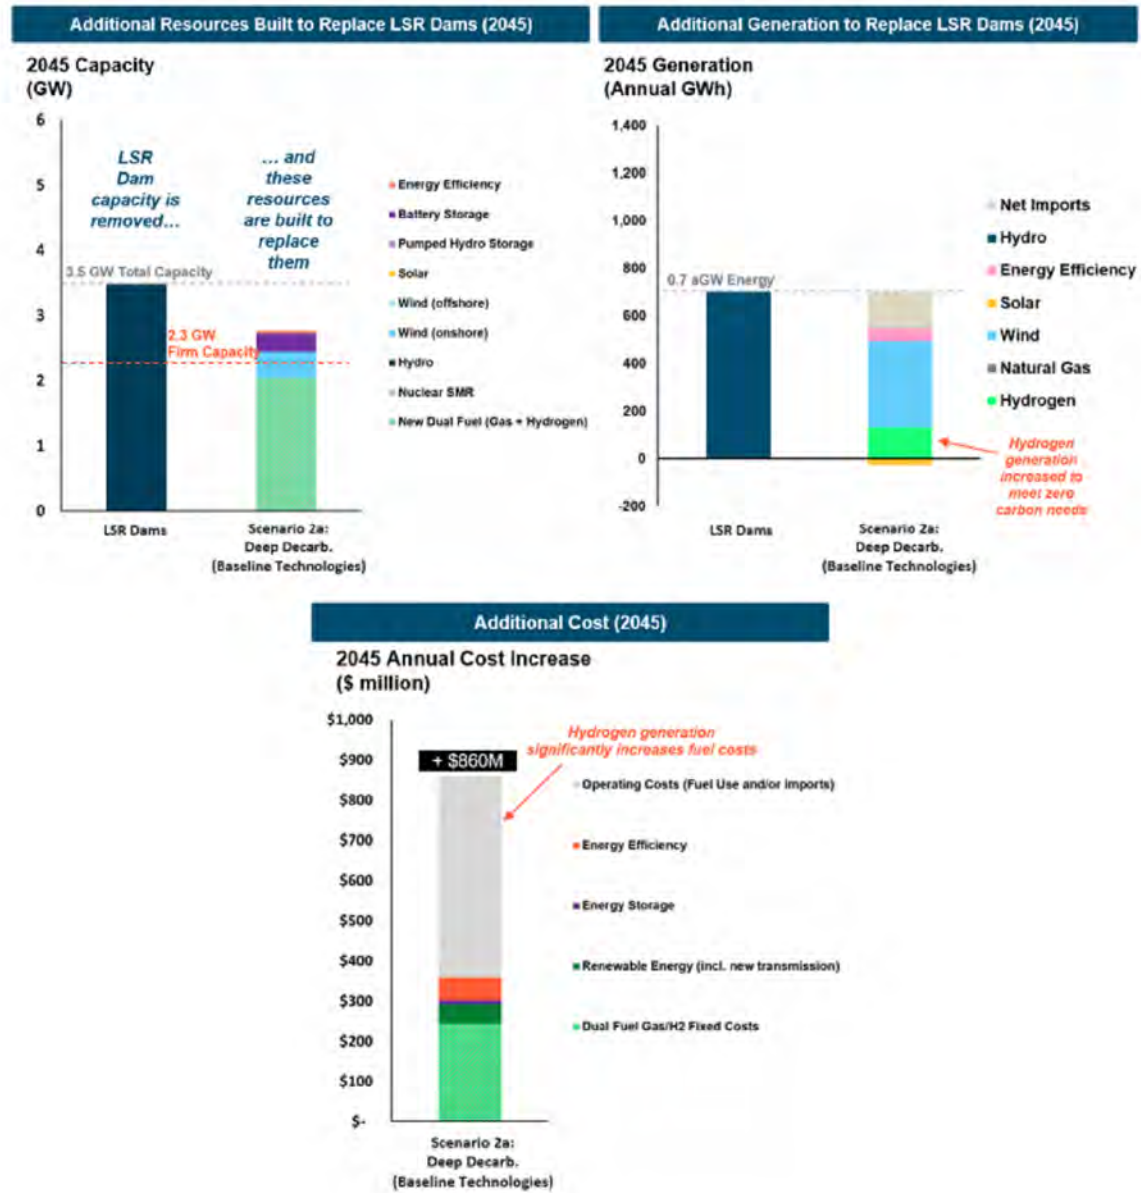 Additional Resources Built to Replace LSR Dams (2045)
2045 Capacity
(GW)
6
5
4
3
2
1
0
LSR
Dam
capacity is
removed...
... and
these
resources
are built to
replace
them
3.5 GW Total Capacity
2.3 GW
Firm Capacity
LSR Dams
Scenario 2a:
Deep Decarb.
(Baseline Technologies)
Energy Efficiency
Battery Storage
Pumped Hydro Storage
Solar
Wind (offshore)
Wind (onshore)
Hydro
Nuclear SMR
New Dual Fuel (Gas + Hydrogen)
Additional Generation to Replace LSR Dams (2045)
2045 Generation
(Annual GWh)
1,400
1,200
1,000
800
600
400
200
0
-200
0.7 aGW Energy
LSR Dams
Scenario 2a:
Deep Decarb.
(Baseline Technologies)
Net Imports
Hydro
Energy Efficiency
Solar
Wind
Natural Gas
Hydrogen
Hydrogen
generation
increased to
meet zero
carbon needs
Additional Cost (2045)
2045 Annual Cost Increase
($ million)
$1,000
$900
$800
$700
$600
$500
$400
$300
$200
$100
$-
+ $860M
Hydrogen generation
significantly increases fuel costs
Operating Costs (Fuel Use and/or imports)
Energy Efficiency
Energy Storage
Renewable Energy (incl. new transmission)
Dual Fuel Gas/H2 Fixed Costs
Scenario 2a:
Deep Decarb.
(Baseline Technologies)